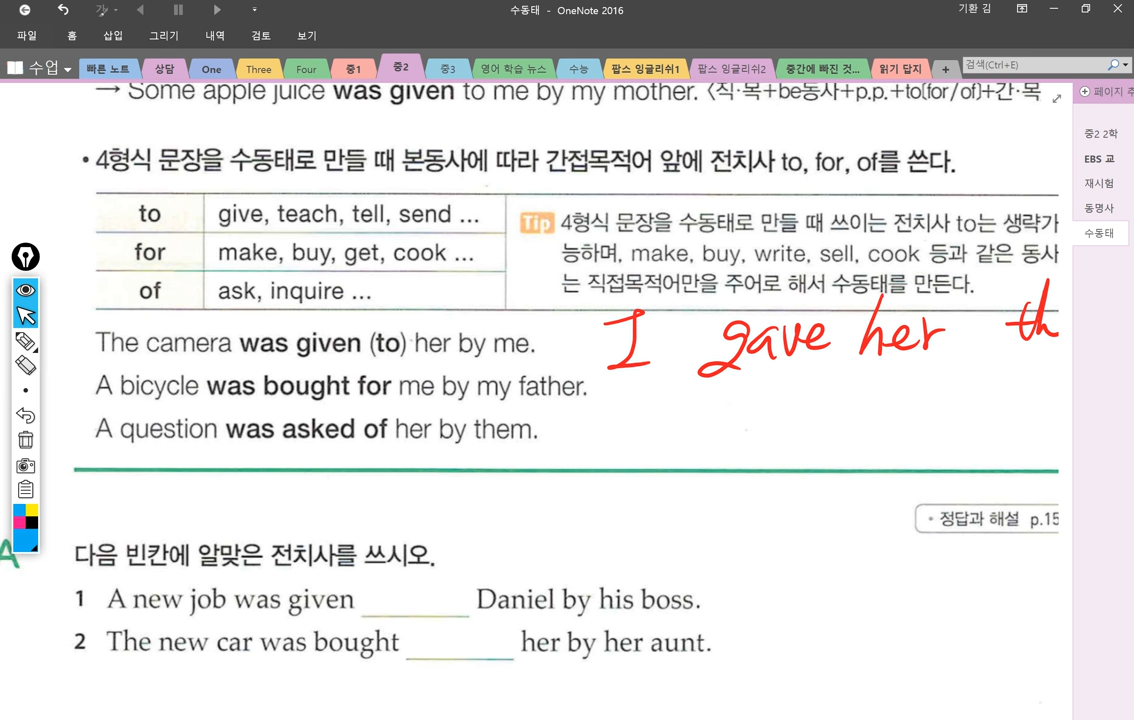 수동태 - OneNote 2016
기환 김
파일 홈 삽입 그리기 내역 검토 보기
수업 빠른 노트 상담 One Three Four 중1 중2 중3 영어 학습 뉴스 수능 팝스 잉글리쉬1 팝스 잉글리쉬2 중간에 빠진 것... 읽기 답지 + 검색(Ctrl+E)
→ Some apple juice was given to me by my mother. <직·목+be동사+p.p.+to(for/of)+간·목
페이지 추
중2 2학
EBS 교
재시험
동명사
수동태
• 4형식 문장을 수동태로 만들 때 본동사에 따라 간접목적어 앞에 전치사 to, for, of를 쓴다.
to give, teach, tell, send ...
for make, buy, get, cook ...
of ask, inquire ...
Tip 4형식 문장을 수동태로 만들 때 쓰이는 전치사 to는 생략가
능하며, make, buy, write, sell, cook 등과 같은 동사
는 직접목적어만을 주어로 해서 수동태를 만든다.
I gave her th
The camera was given (to) her by me.
A bicycle was bought for me by my father.
A question was asked of her by them.
• 정답과 해설 p.15
A
다음 빈칸에 알맞은 전치사를 쓰시오.
1 A new job was given ________ Daniel by his boss.
2 The new car was bought ________ her by her aunt.